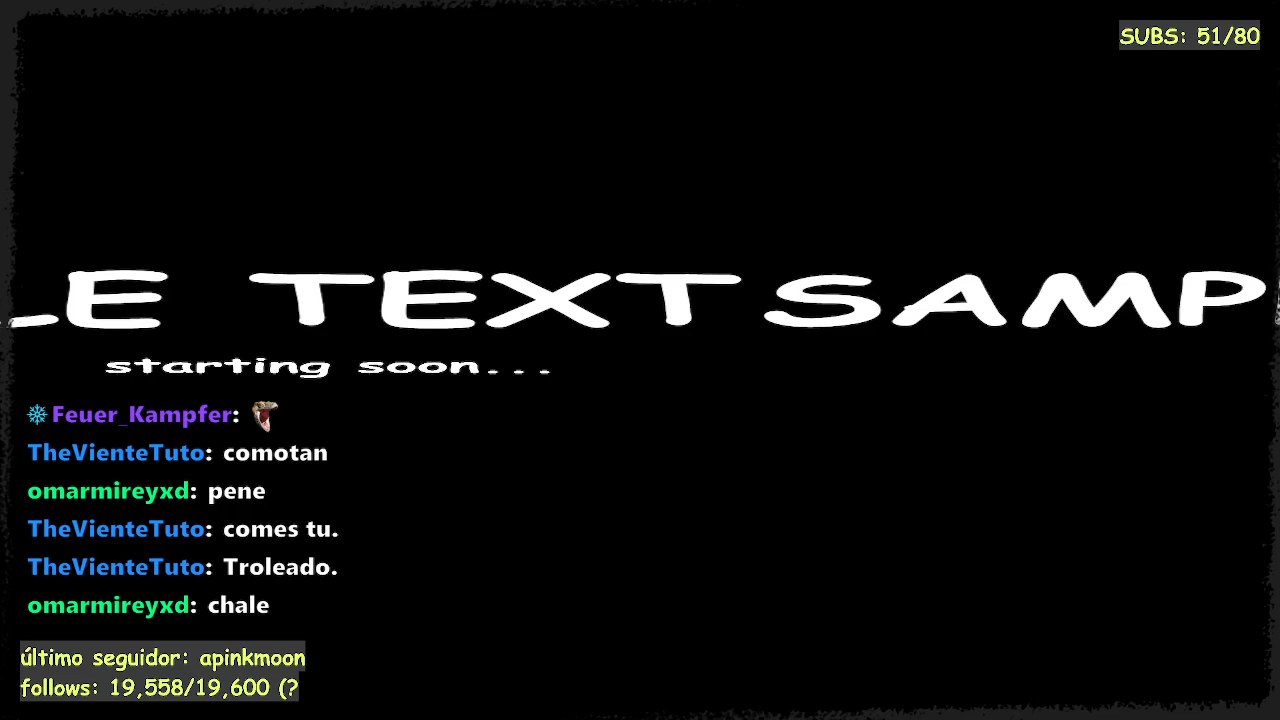 SUBS: 51/80
LE TEXT SAMP
starting soon...
Feuer_Kampfer:
TheVienteTuto: comotan
omarmireyxd: pene
TheVienteTuto: comes tu.
TheVienteTuto: Troleado.
omarmireyxd: chale
último seguidor: apinkmoon
follows: 19,558/19,600 (?